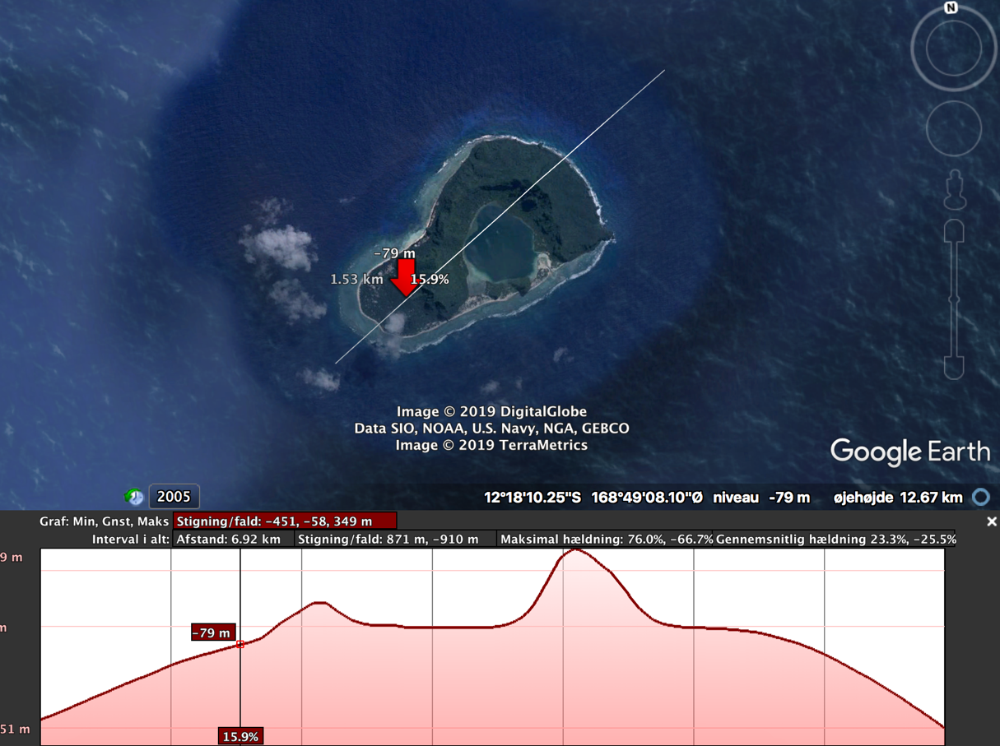 N
-79 m
1.53 km 15.9%
Image © 2019 DigitalGlobe
Data SIO, NOAA, U.S. Navy, NGA, GEBCO
Image © 2019 TerraMetrics
Google Earth
2005 12°18'10.25"S 168°49'08.10"Ø niveau -79 m øjehøjde 12.67 km
Graf: Min, Gnst, Maks Stigning/fald: -451, -58, 349 m
Interval i alt: Afstand: 6.92 km Stigning/fald: 871 m, -910 m Maksimal hældning: 76.0%, -66.7% Gennemsnitlig hældning 23.3%, -25.5%
9 m
m
-79 m
51 m
15.9%